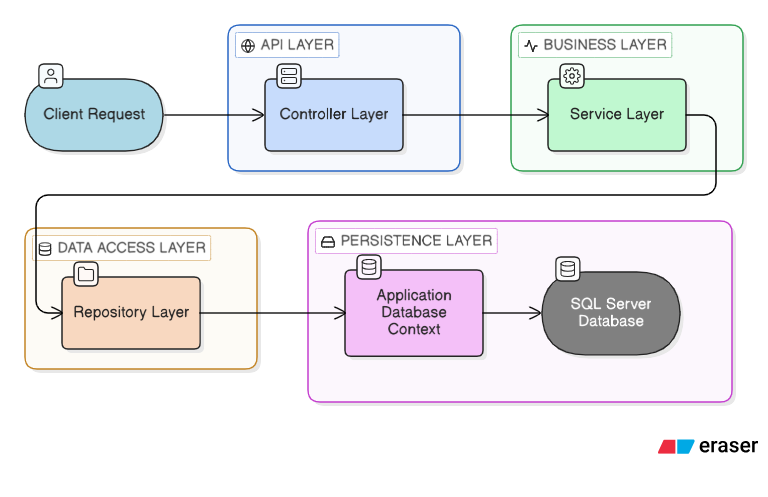 API LAYER
BUSINESS LAYER
Client Request
Controller Layer
Service Layer
DATA ACCESS LAYER
PERSISTENCE LAYER
Repository Layer
Application
Database
Context
SQL Server
Database
eraser